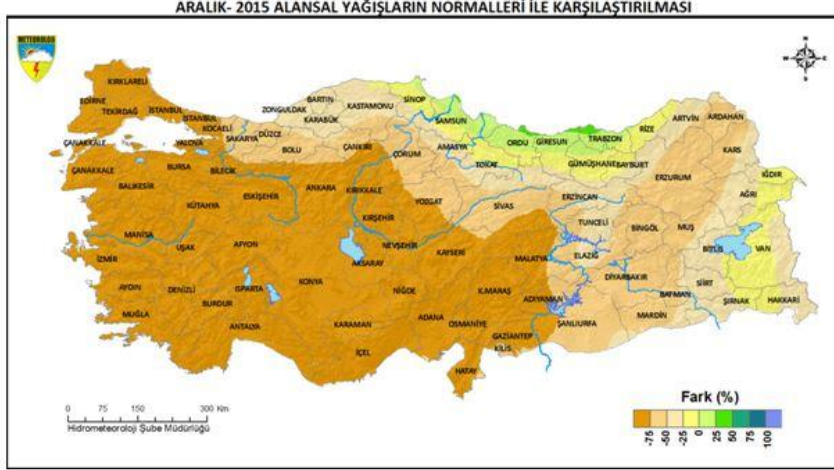 ARALIK- 2015 ALANSAL YAĞIŞLARIN NORMALLERİ İLE KARŞILAŞTIRILMASI
METEOROLOJİ
N
W
E
S
KIRKLARELİ
EDİRNE
TEKİRDAĞ
İSTANBUL
İSTANBUL
KOCAELİ
YALOVA
ÇANAKKALE
ÇANAKKALE
SAKARYA
DÜZCE
BOLU
ZONGULDAK
BARTIN
KARABÜK
KASTAMONU
SİNOP
SAMSUN
ÇANKIRI
ÇORUM
AMASYA
TOKAT
ORDU
GİRESUN
TRABZON
GÜMÜŞHANE
BAYBURT
RİZE
ARTVİN
ARDAHAN
KARS
IĞDIR
AĞRI
ERZURUM
ERZİNCAN
BURSA
BİLECİK
BALIKESİR
KÜTAHYA
ESKİŞEHİR
ANKARA
KIRIKKALE
KIRŞEHİR
YOZGAT
SİVAS
TUNCELİ
BİNGÖL
MUŞ
BİTLİS
VAN
MANİSA
İZMİR
UŞAK
AFYON
AKSARAY
NEVŞEHİR
KAYSERİ
MALATYA
ELAZIĞ
DİYARBAKIR
BATMAN
SİİRT
ŞIRNAK
HAKKARİ
AYDIN
DENİZLİ
BURDUR
ISPARTA
KONYA
NİĞDE
K.MARAŞ
ADIYAMAN
ŞANLIURFA
MARDİN
MUĞLA
ANTALYA
KARAMAN
İÇEL
ADANA
OSMANİYE
GAZİANTEP
KİLİS
HATAY
0 75 150 300 Km
Hidrometeoroloji Şube Müdürlüğü
Fark (%)
-75 -50 -25 0 25 50 75 100